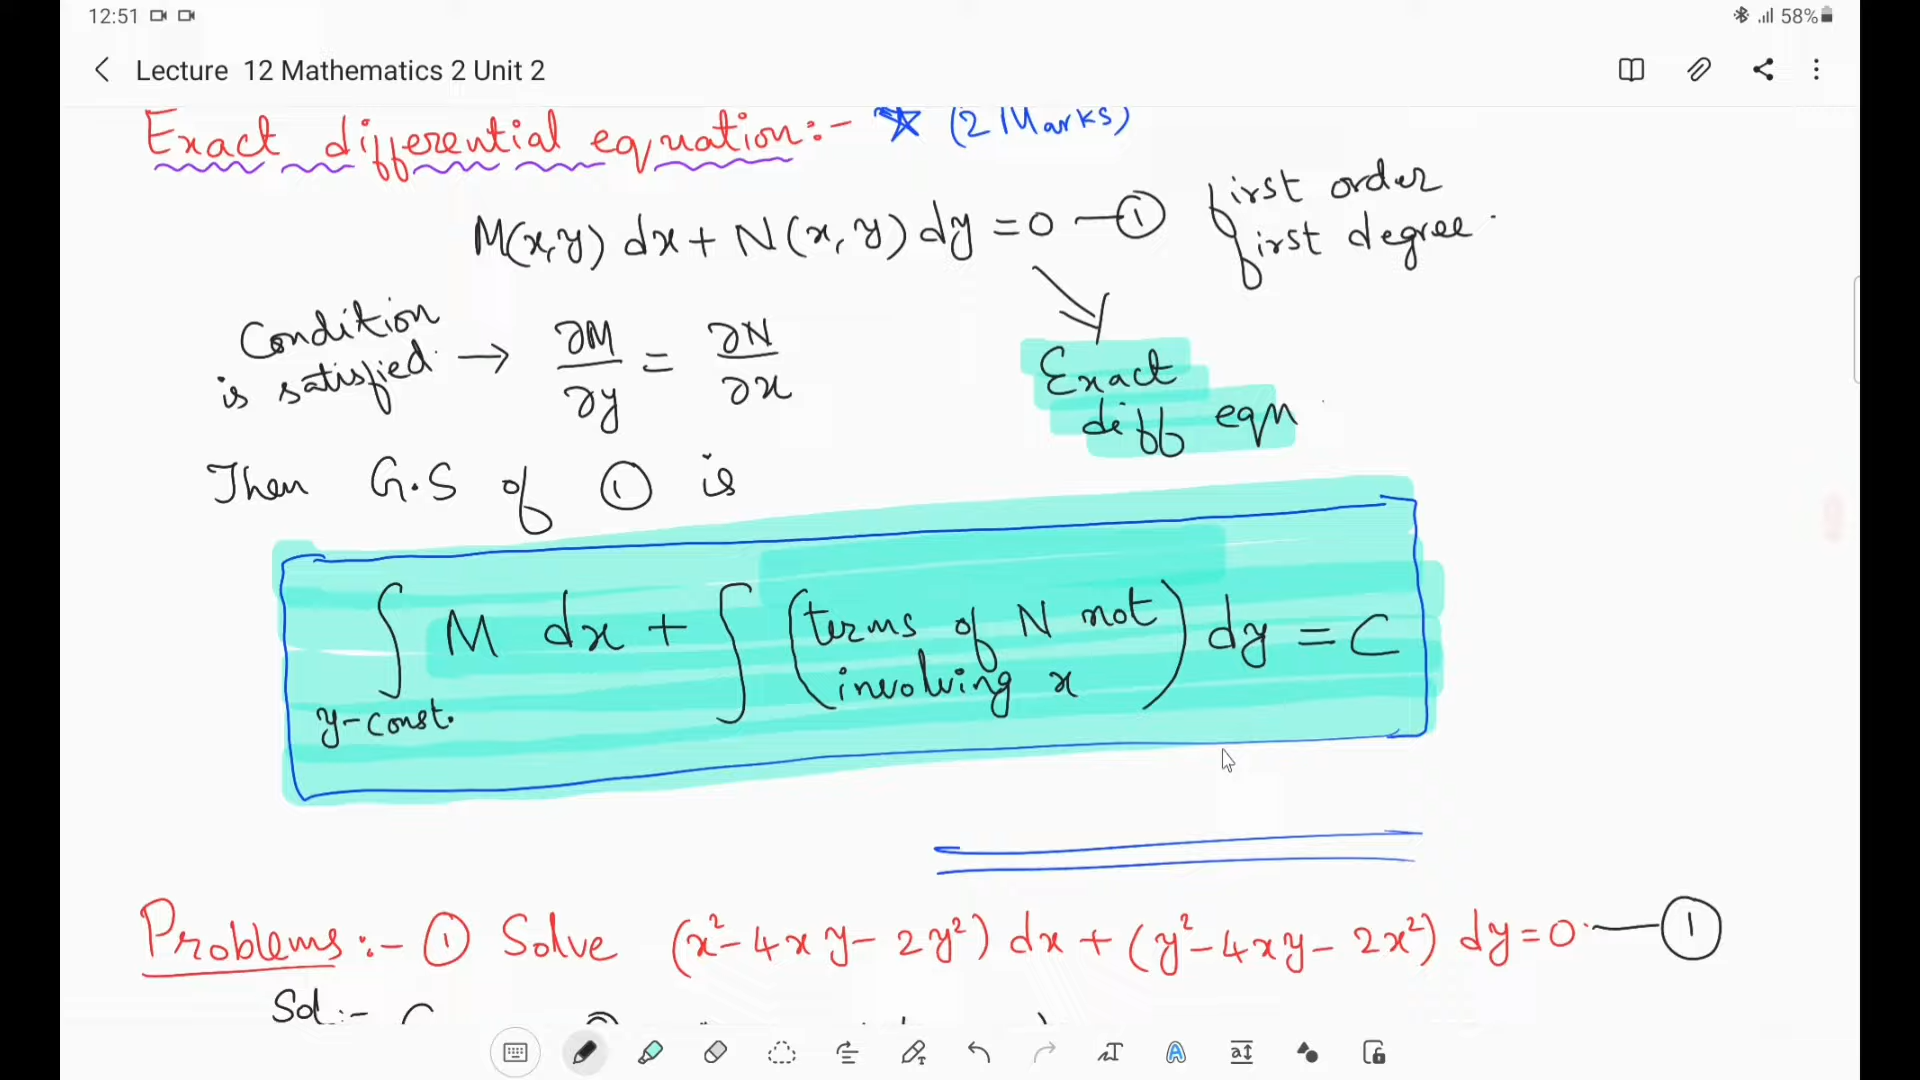 12:51 58%
Lecture 12 Mathematics 2 Unit 2
Exact differential equation:- ☆ (2 Marks)
M(x,y) dx + N(x,y) dy = 0 — ① first order
first degree.
Condition is satisfied → ∂M/∂y = ∂N/∂x
Exact
diff eqn
Then G.S of ① is
∫ M dx + ∫ (terms of N not involving x) dy = C
y-const.
Problems:- ① Solve (x²-4xy-2y²) dx + (y²-4xy-2x²) dy=0 — ①
Sol:-